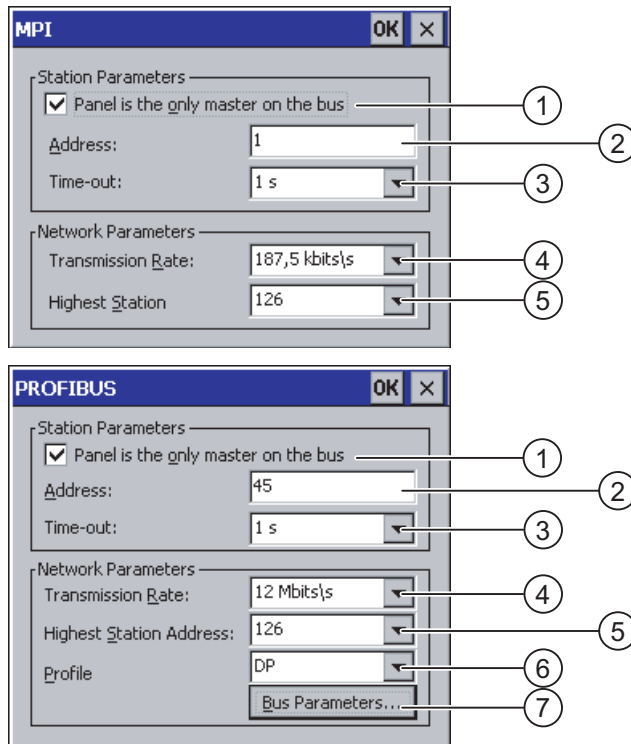 MPI OK ×
Station Parameters
Panel is the only master on the bus 1
Address: 1 2
Time-out: 1 s 3
Network Parameters
Transmission Rate: 187,5 kbits\s 4
Highest Station 126 5
PROFIBUS OK ×
Station Parameters
Panel is the only master on the bus 1
Address: 45 2
Time-out: 1 s 3
Network Parameters
Transmission Rate: 12 Mbits\s 4
Highest Station Address: 126 5
Profile DP 6
Bus Parameters... 7